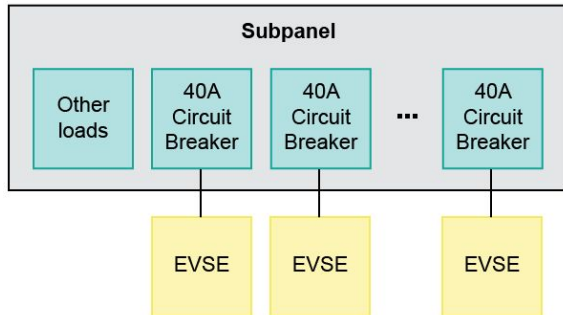 Subpanel
Other
loads
40A
Circuit
Breaker
40A
Circuit
Breaker
...
40A
Circuit
Breaker
EVSE
EVSE
EVSE